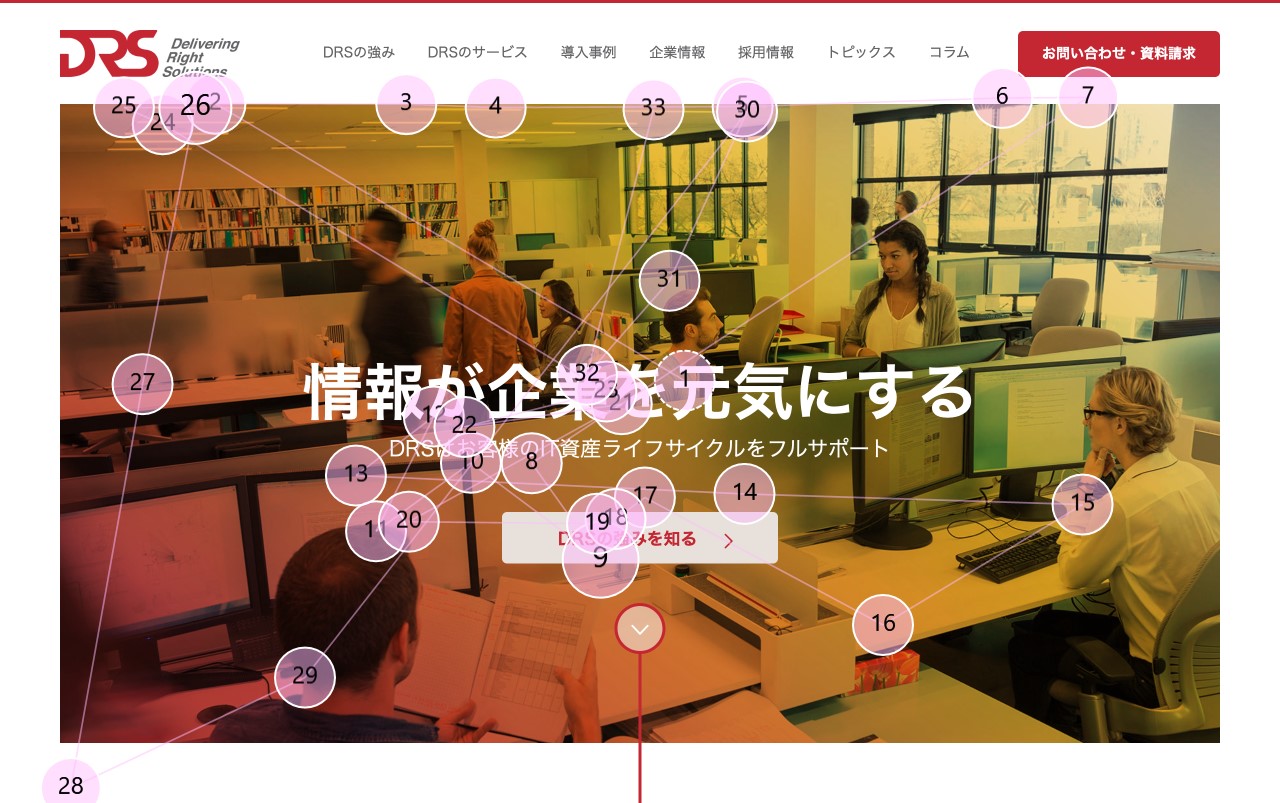 DRS
Delivering
Right
Solutions
DRSの強み
DRSのサービス
導入事例
企業情報
採用情報
トピックス
コラム
お問い合わせ・資料請求
25
24
26
2
3
4
33
5
30
6
7
31
27
32
23
21
1
情報が企業を元気にする
12
22
DRSはお客様のIT資産ライフサイクルをフルサポート
10
8
13
14
15
17
18
19
20
11
DRSの強みを知る
9
16
29
28